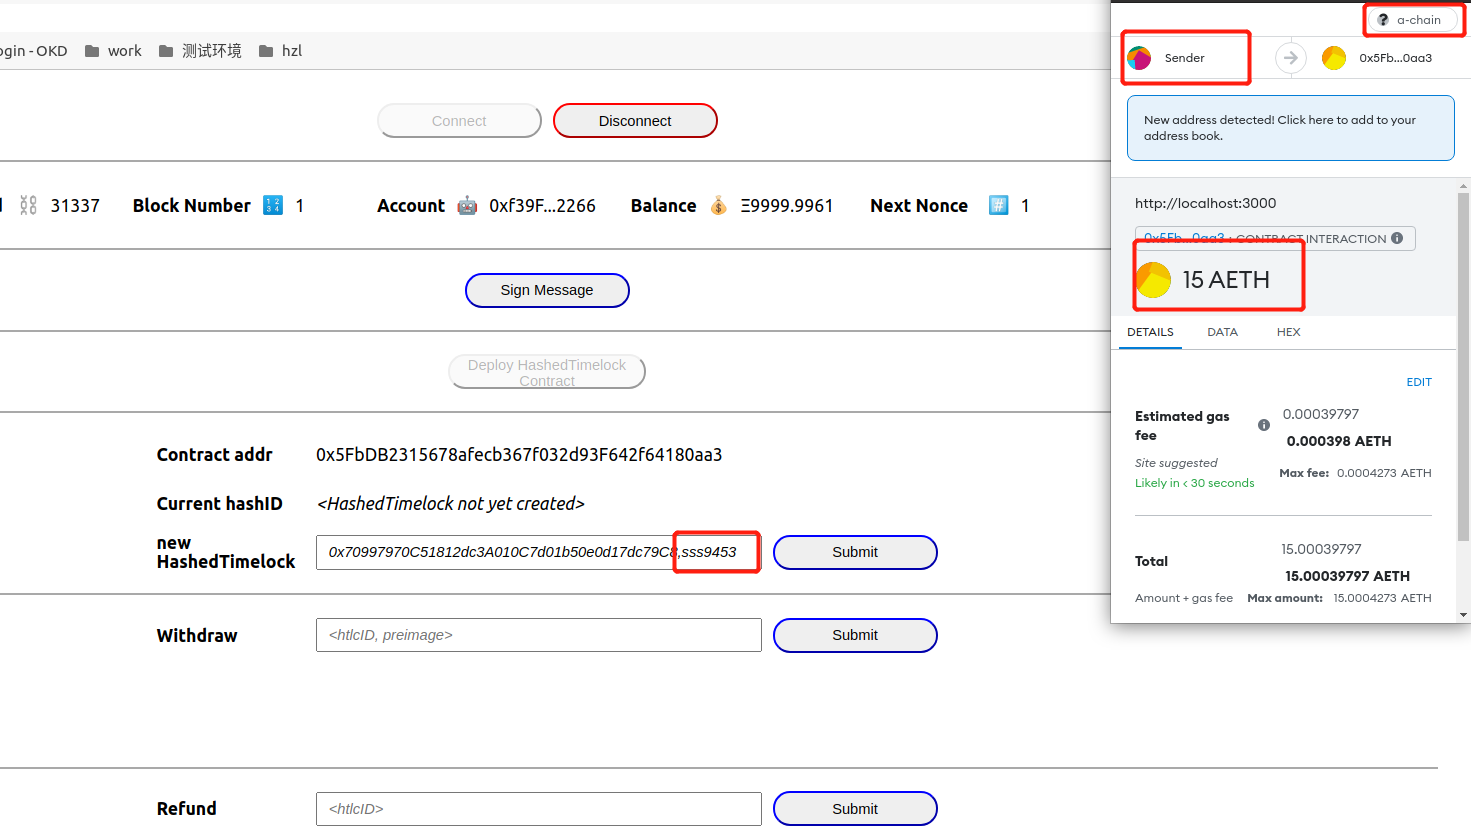 ogin - OKD work 测试环境 hzl
Connect Disconnect
31337 Block Number 1 Account 0xf39F...2266 Balance Ξ9999.9961 Next Nonce 1
Sign Message
Deploy HashedTimelock
Contract
Contract addr 0x5FbDB2315678afecb367f032d93F642f64180aa3
Current hashID <HashedTimelock not yet created>
new
HashedTimelock 0x70997970C51812dc3A010C7d01b50e0d17dc79C8,sss9453 Submit
Withdraw <htlcID, preimage> Submit
Refund <htlcID> Submit
a-chain
Sender 0x5Fb...0aa3
New address detected! Click here to add to your
address book.
http://localhost:3000
0x5Fb...0aa3 : CONTRACT INTERACTION
15 AETH
DETAILS DATA HEX
EDIT
Estimated gas
fee
0.00039797
0.000398 AETH
Site suggested
Likely in < 30 seconds
Max fee: 0.0004273 AETH
Total
15.00039797
15.00039797 AETH
Amount + gas fee Max amount: 15.0004273 AETH